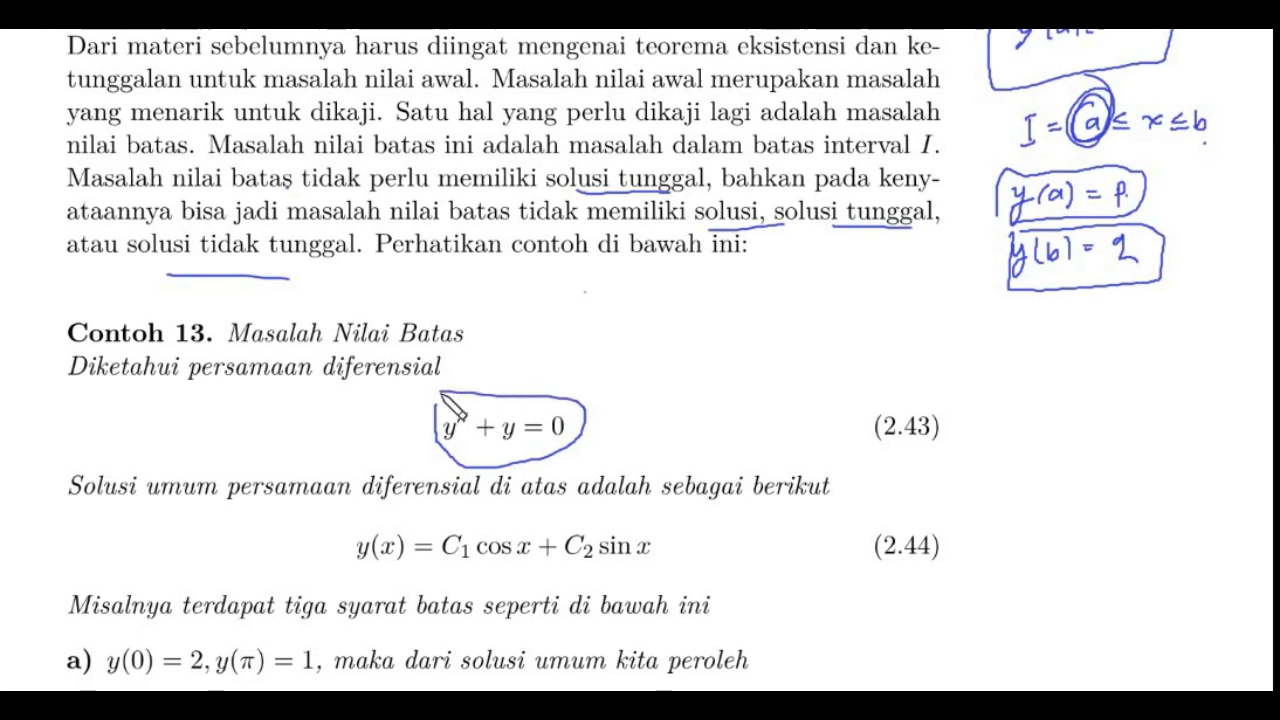 Dari materi sebelumnya harus diingat mengenai teorema eksistensi dan ke-
tunggalan untuk masalah nilai awal. Masalah nilai awal merupakan masalah
yang menarik untuk dikaji. Satu hal yang perlu dikaji lagi adalah masalah
nilai batas. Masalah nilai batas ini adalah masalah dalam batas interval I.
Masalah nilai batas tidak perlu memiliki solusi tunggal, bahkan pada keny-
ataannya bisa jadi masalah nilai batas tidak memiliki solusi, solusi tunggal,
atau solusi tidak tunggal. Perhatikan contoh di bawah ini:
I = a ≤ x ≤ b
y(a) = p
y(b) = q
Contoh 13. Masalah Nilai Batas
Diketahui persamaan diferensial
y" + y = 0 (2.43)
Solusi umum persamaan diferensial di atas adalah sebagai berikut
y(x) = C₁ cos x + C₂ sin x (2.44)
Misalnya terdapat tiga syarat batas seperti di bawah ini
a) y(0) = 2, y(π) = 1, maka dari solusi umum kita peroleh